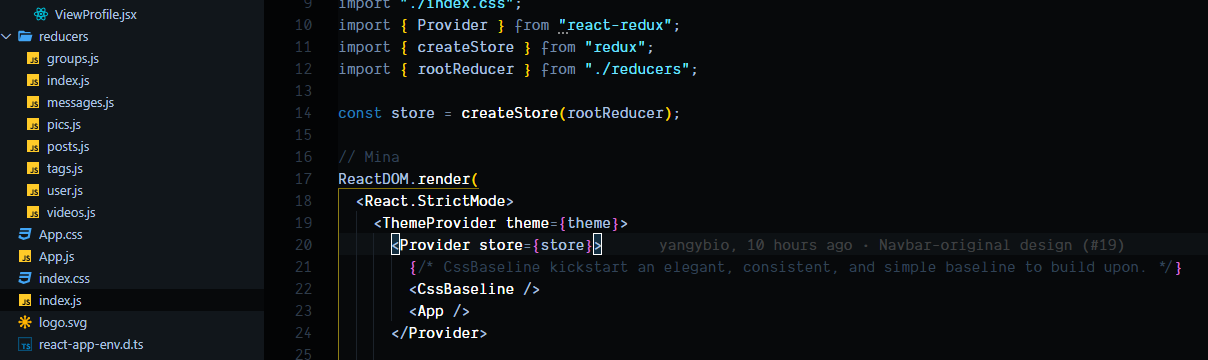 ViewProfile.jsx
reducers
groups.js
index.js
messages.js
pics.js
posts.js
tags.js
user.js
videos.js
App.css
App.js
index.css
index.js
logo.svg
react-app-env.d.ts
9 import "./index.css";
10 import { Provider } from "react-redux";
11 import { createStore } from "redux";
12 import { rootReducer } from "./reducers";
13
14 const store = createStore(rootReducer);
15
16 // Mina
17 ReactDOM.render(
18 <React.StrictMode>
19 <ThemeProvider theme={theme}>
20 <Provider store={store}> yangybio, 10 hours ago · Navbar-original design (#19)
21 {/* CssBaseline kickstart an elegant, consistent, and simple baseline to build upon. */}
22 <CssBaseline />
23 <App />
24 </Provider>
25